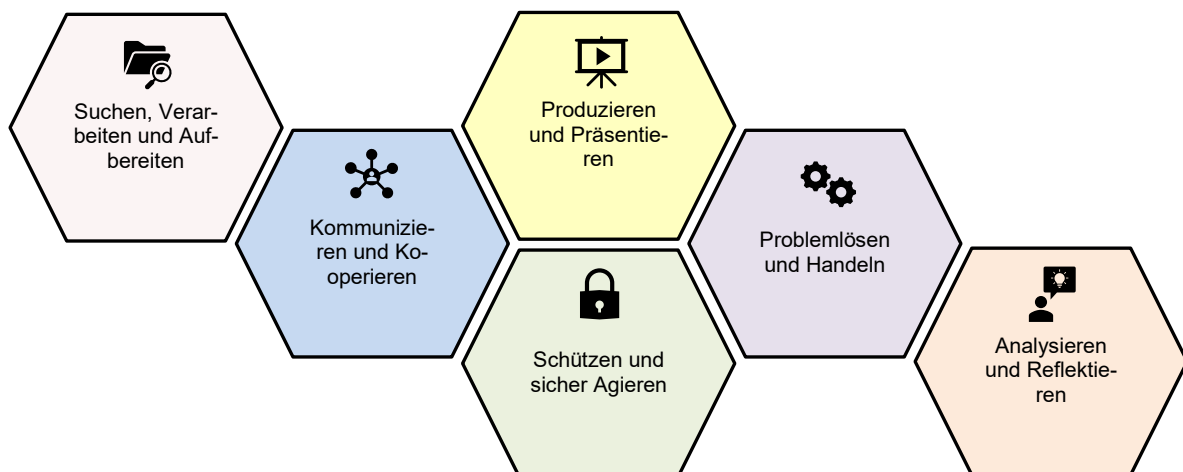 Suchen, Verar-
beiten und Auf-
bereiten
Kommunizie-
ren und Ko-
operieren
Produzieren
und Präsentie-
ren
Schützen und
sicher Agieren
Problemlösen
und Handeln
Analysieren
und Reflektie-
ren